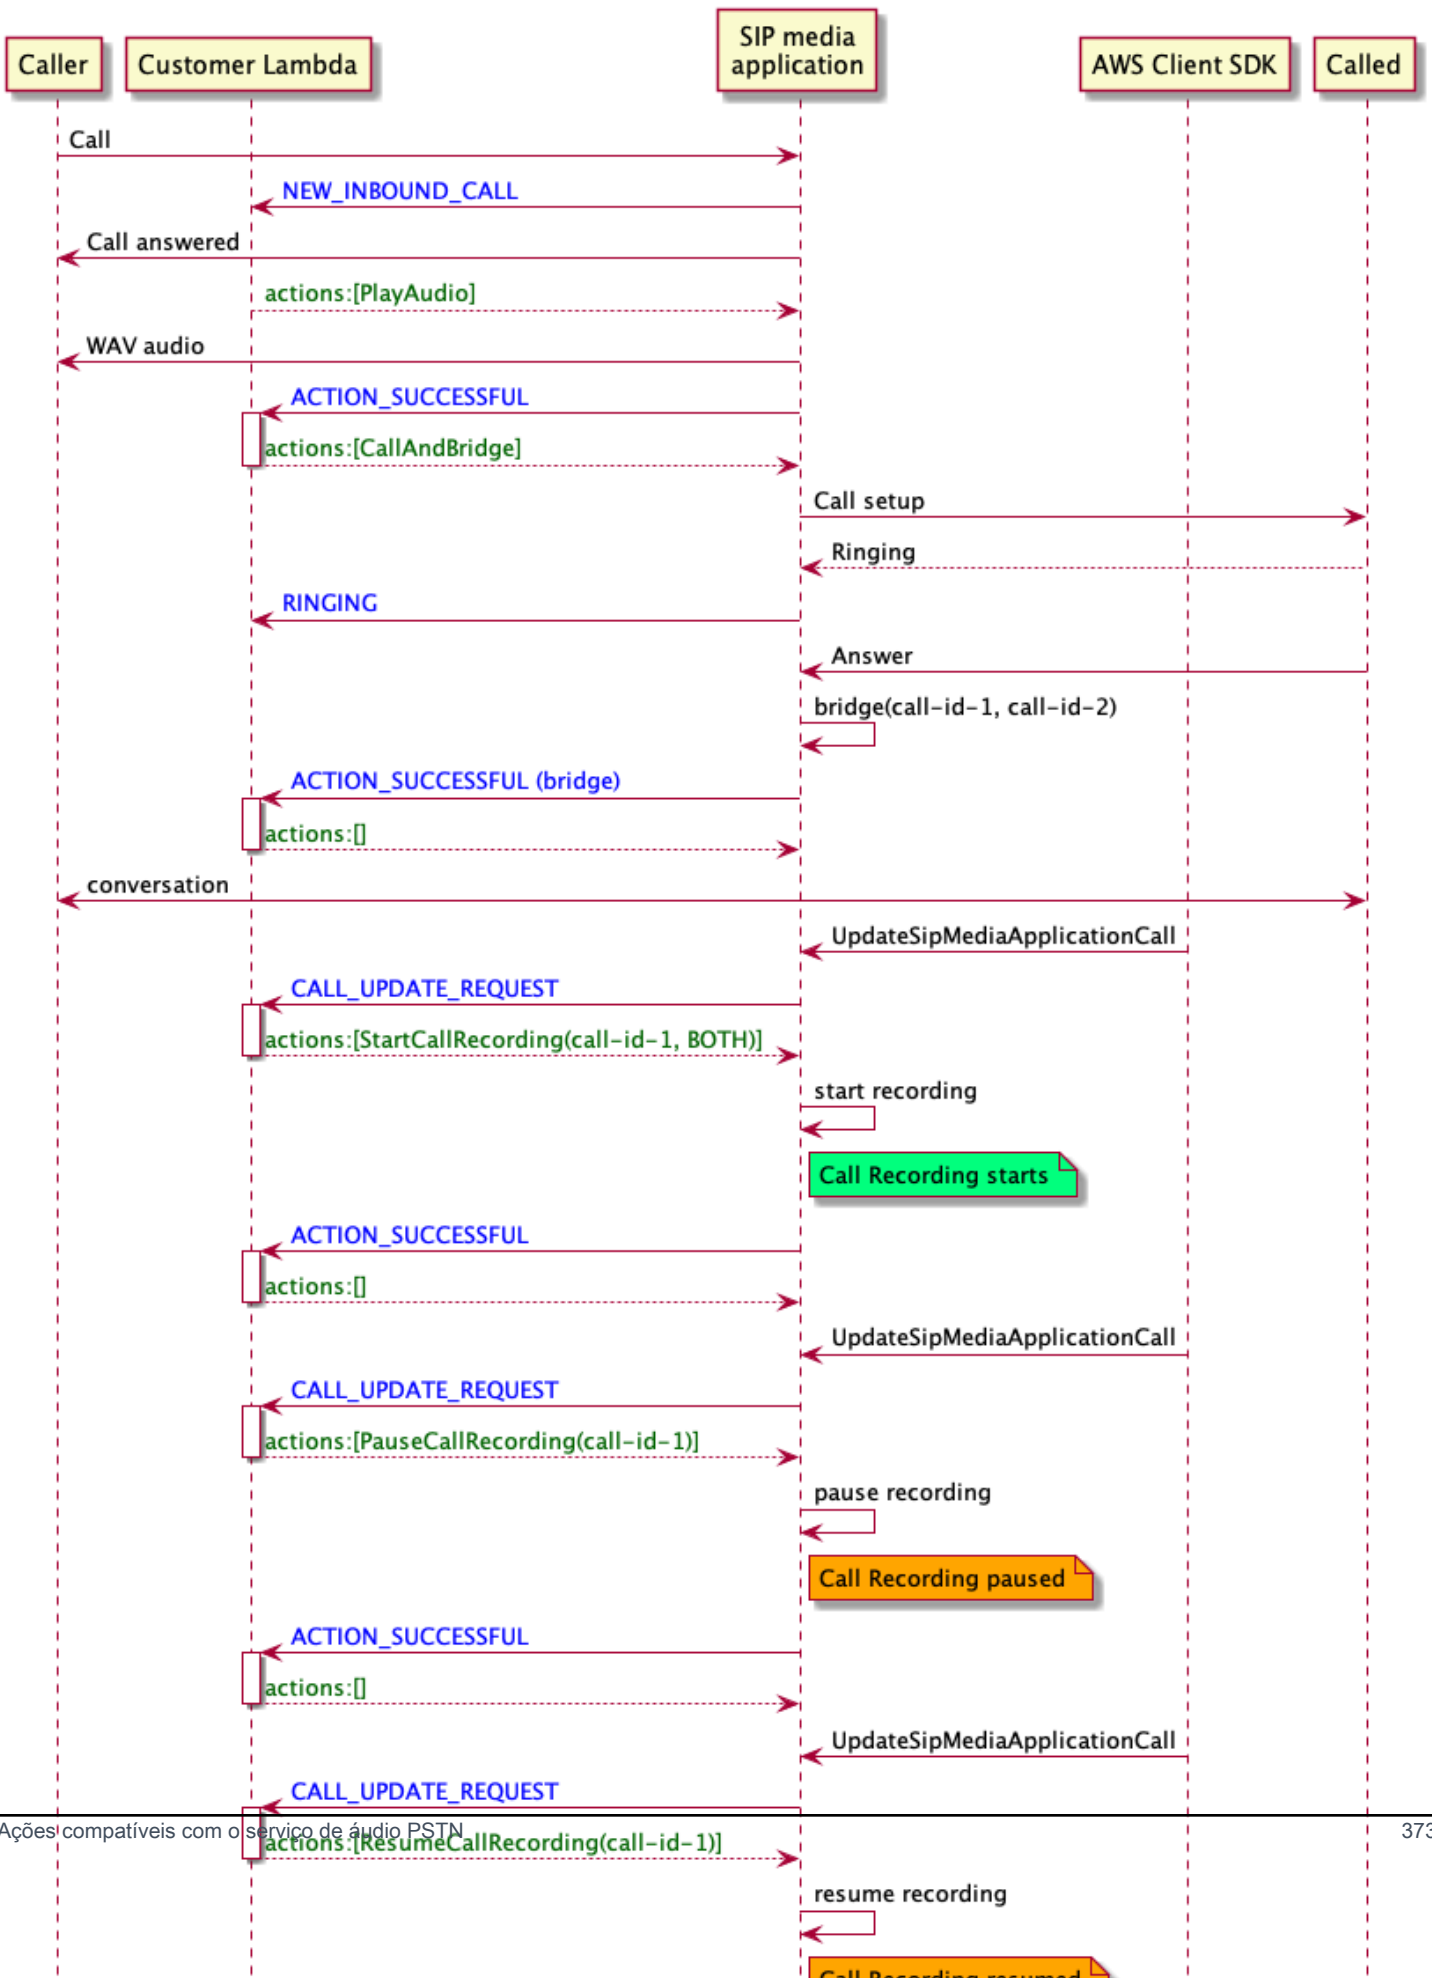 Caller
Customer Lambda
SIP media
application
AWS Client SDK
Called
Call
NEW_INBOUND_CALL
Call answered
actions:[PlayAudio]
WAV audio
ACTION_SUCCESSFUL
actions:[CallAndBridge]
Call setup
Ringing
RINGING
Answer
bridge(call-id-1, call-id-2)
ACTION_SUCCESSFUL (bridge)
actions:[]
conversation
UpdateSipMediaApplicationCall
CALL_UPDATE_REQUEST
actions:[StartCallRecording(call-id-1, BOTH)]
start recording
Call Recording starts
ACTION_SUCCESSFUL
actions:[]
UpdateSipMediaApplicationCall
CALL_UPDATE_REQUEST
actions:[PauseCallRecording(call-id-1)]
pause recording
Call Recording paused
ACTION_SUCCESSFUL
actions:[]
UpdateSipMediaApplicationCall
CALL_UPDATE_REQUEST
Ações compatíveis com o serviço de áudio PSTN
373
actions:[ResumeCallRecording(call-id-1)]
resume recording
Call Recording resumed